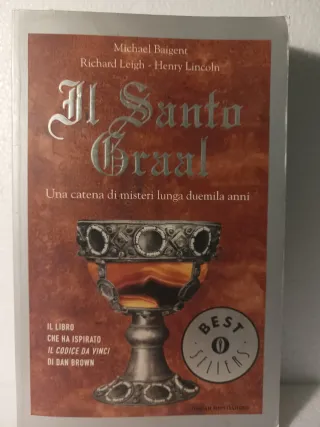 Michael Baigent
Richard Leigh - Henry Lincoln
Il Santo
Graal
Una catena di misteri lunga duemila anni
IL LIBRO
CHE HA ISPIRATO
IL CODICE DA VINCI
DI DAN BROWN
BEST
SELLERS